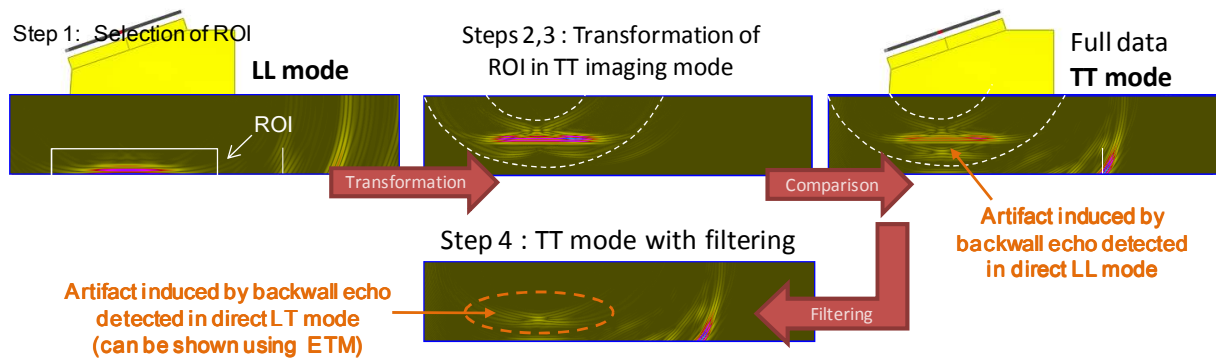 Step 1: Selection of ROI
LL mode
ROI
Steps 2,3 : Transformation of
ROI in TT imaging mode
Full data
TT mode
Transformation
Comparison
Artifact induced by
backwall echo detected
in direct LL mode
Step 4 : TT mode with filtering
Artifact induced by backwall echo
detected in direct LT mode
(can be shown using ETM)
Filtering